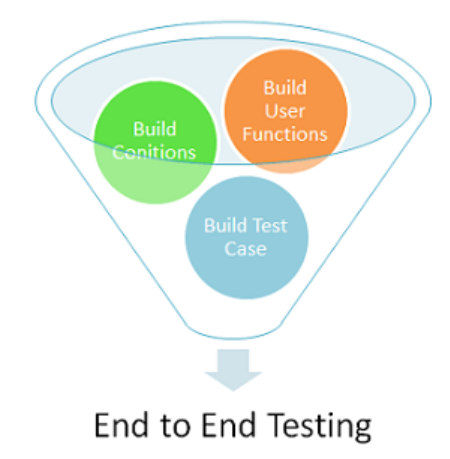 Build
User
Functions
Build
Conitions
Build Test
Case
End to End Testing